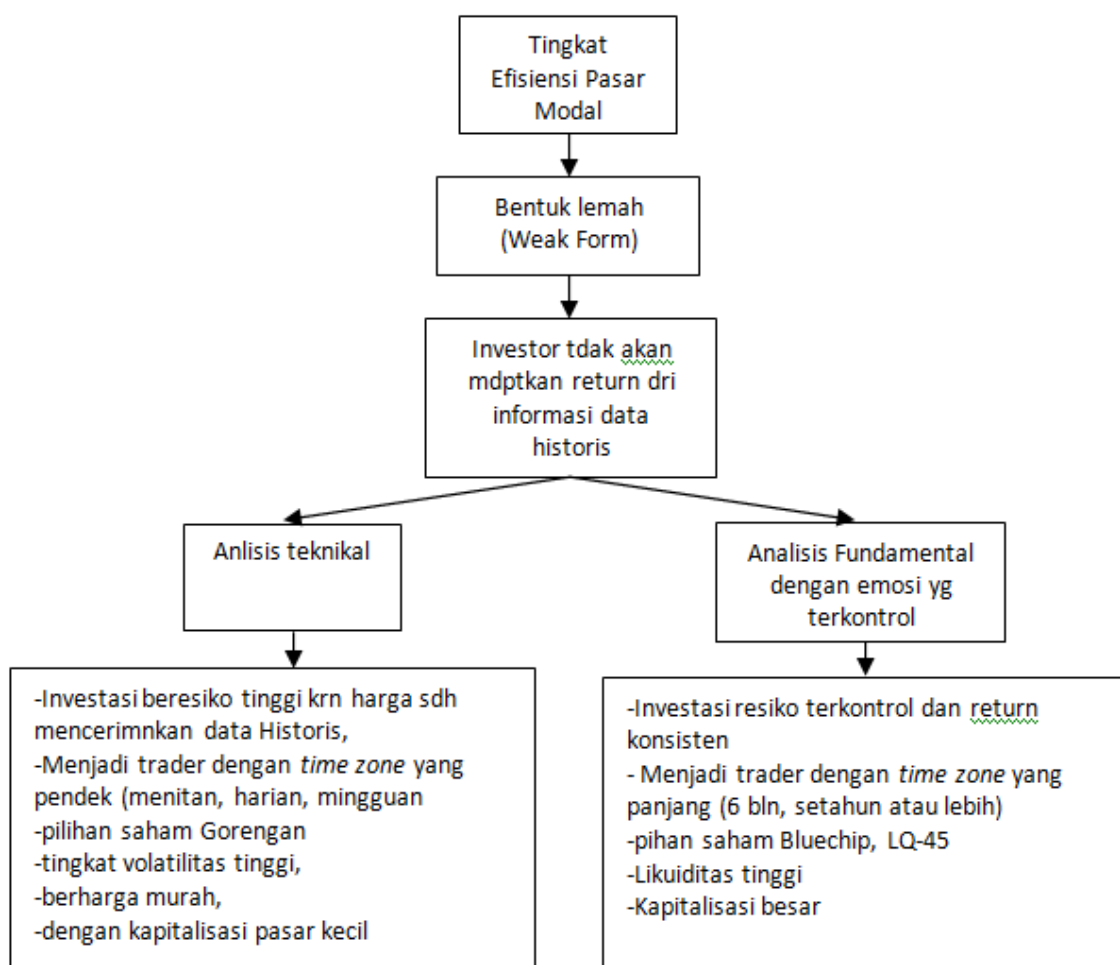 Tingkat
Efisiensi Pasar
Modal
Bentuk lemah
(Weak Form)
Investor tdak akan
mdptkan return dri
informasi data
historis
Anlisis teknikal
Analisis Fundamental
dengan emosi yg
terkontrol
-Investasi beresiko tinggi krn harga sdh
mencerimnkan data Historis,
-Menjadi trader dengan time zone yang
pendek (menitan, harian, mingguan
-pilihan saham Gorengan
-tingkat volatilitas tinggi,
-berharga murah,
-dengan kapitalisasi pasar kecil
-Investasi resiko terkontrol dan return
konsisten
- Menjadi trader dengan time zone yang
panjang (6 bln, setahun atau lebih)
-pihan saham Bluechip, LQ-45
-Likuiditas tinggi
-Kapitalisasi besar